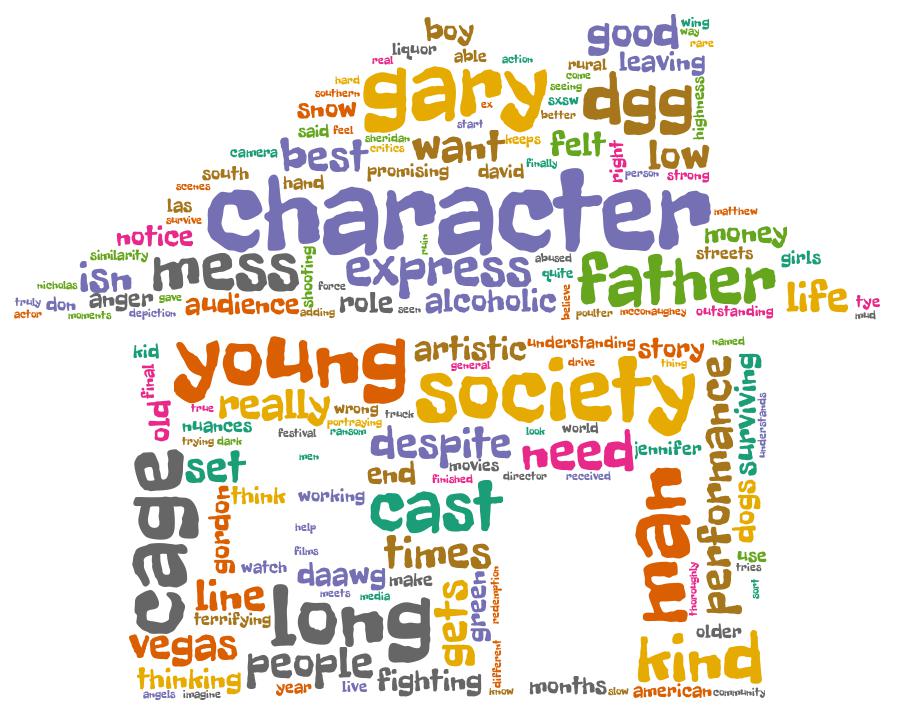 boy
good
wing
way
rare
liquor
real
able
action
rural
leaving
hard
gary
come
seeing
dgg
highness
southern
snow
ex
sxsw
better
said
feel
start
sheridan
critics
want
keeps
felt
right
low
camera
best
promising
david
finally
person
strong
south
scenes
hand
las
survive
character
matthew
notice
money
similarity
isn
mess
shooting
ruin
express
abused
quite
father
streets
girls
nicholas
force
believe
truly
don
anger
gave
audience
adding
role
seen
alcoholic
life
tye
actor
moments
depiction
poulter
mcconaughey
outstanding
mud
kid
young
artistic
understanding
story
named
general
drive
thing
final
society
performance
surviving
old
true
really
wrong
truck
portraying
understands
nuances
festival
ransom
despite
look
world
need
jennifer
trying
dark
cage
set
men
end
movies
finished
director
received
man
dogs
gordon
think
working
cast
help
times
films
use
tries
watch
daawg
make
gets
green
redemption
thoroughly
sort
line
meets
media
terrifying
long
vegas
people
older
kind
thinking
fighting
different
angels
imagine
year
live
know
months
slow
american
community